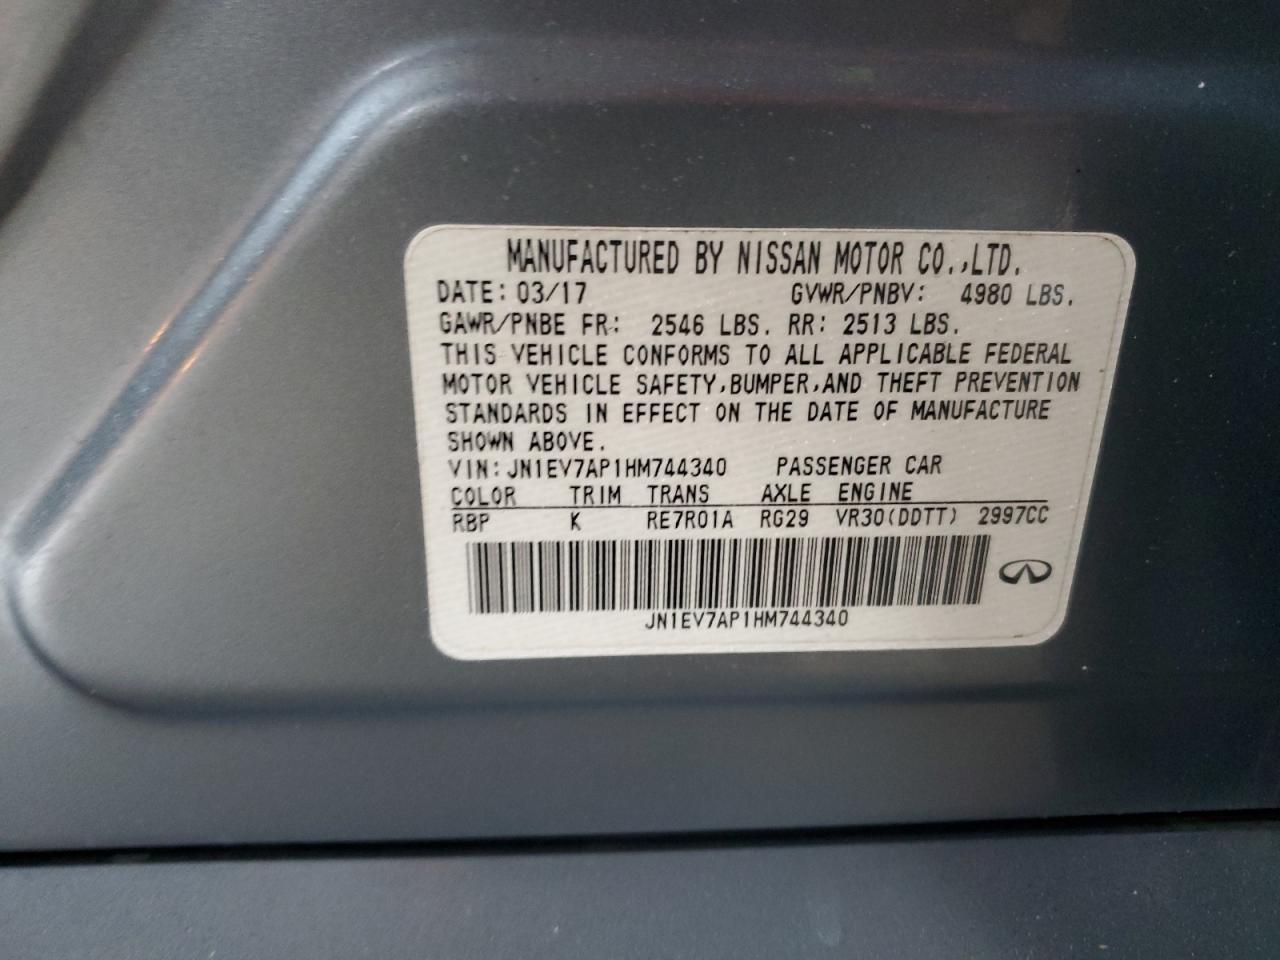 MANUFACTURED BY NISSAN MOTOR CO.,LTD.
DATE: 03/17 GVWR/PNBV: 4980 LBS.
GAWR/PNBE FR: 2546 LBS. RR: 2513 LBS.
THIS VEHICLE CONFORMS TO ALL APPLICABLE FEDERAL
MOTOR VEHICLE SAFETY,BUMPER,AND THEFT PREVENTION
STANDARDS IN EFFECT ON THE DATE OF MANUFACTURE
SHOWN ABOVE.
VIN: JN1EV7AP1HM744340 PASSENGER CAR
COLOR TRIM TRANS AXLE ENGINE
RBP K RE7R01A RG29 VR30(DDTT) 2997CC
JN1EV7AP1HM744340